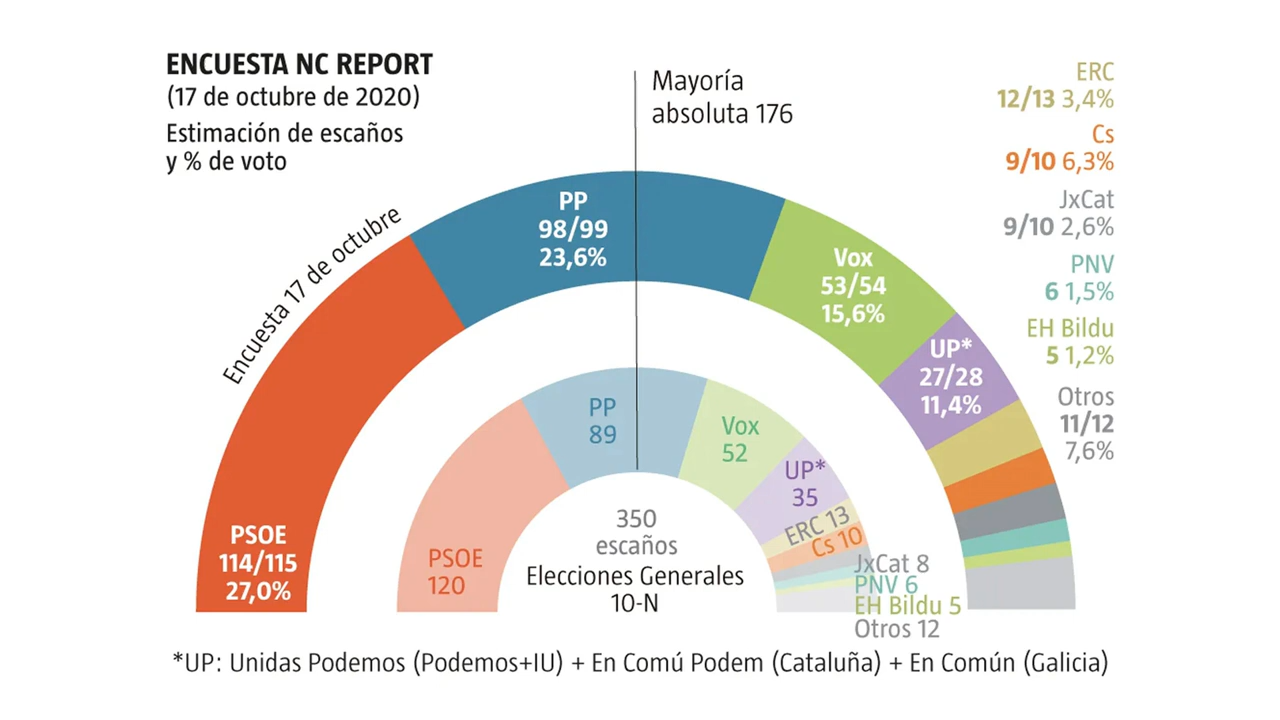 ENCUESTA NC REPORT
(17 de octubre de 2020)
Estimación de escaños
y % de voto
Mayoría
absoluta 176
Encuesta 17 de octubre
PSOE
114/115
27,0%
PP
98/99
23,6%
Vox
53/54
15,6%
UP*
27/28
11,4%
ERC
12/13 3,4%
Cs
9/10 6,3%
JxCat
9/10 2,6%
PNV
6 1,5%
EH Bildu
5 1,2%
Otros
11/12
7,6%
PSOE
120
PP
89
Vox
52
UP*
35
ERC 13
Cs 10
JxCat 8
PNV 6
EH Bildu 5
Otros 12
350
escaños
Elecciones Generales
10-N
*UP: Unidas Podemos (Podemos+IU) + En Comú Podem (Cataluña) + En Común (Galicia)